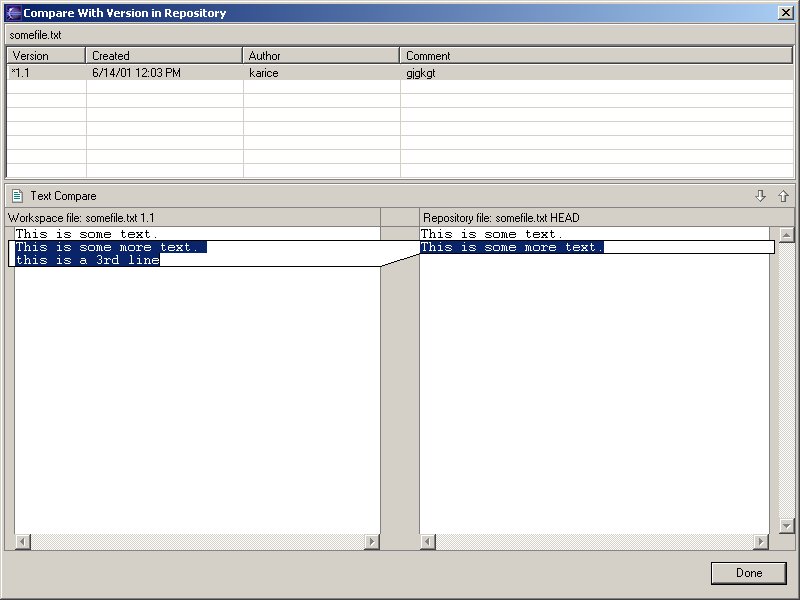 Compare With Version in Repository
somefile.txt
Version Created Author Comment
*1.1 6/14/01 12:03 PM karice gjgkgt
Text Compare
Workspace file: somefile.txt 1.1 Repository file: somefile.txt HEAD
This is some text. This is some text.
This is some more text. This is some more text.
this is a 3rd line
Done